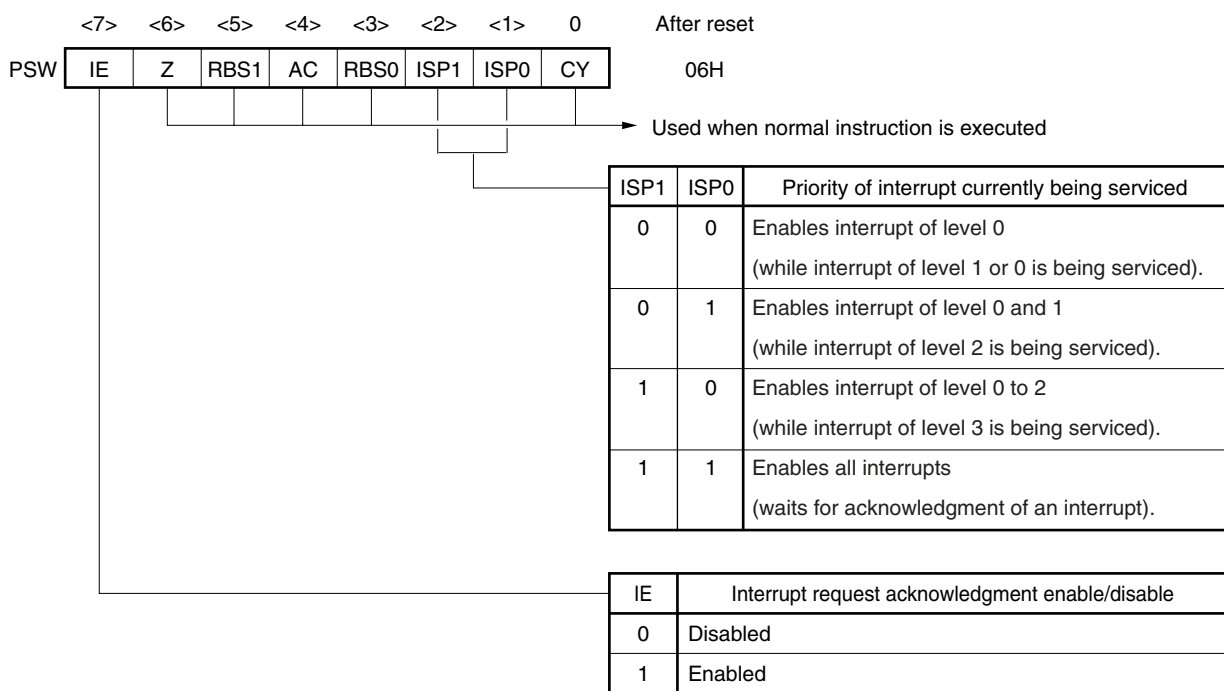 <7> <6> <5> <4> <3> <2> <1> 0 After reset
PSW IE Z RBS1 AC RBS0 ISP1 ISP0 CY 06H
Used when normal instruction is executed
ISP1 ISP0 Priority of interrupt currently being serviced
0 0 Enables interrupt of level 0
(while interrupt of level 1 or 0 is being serviced).
0 1 Enables interrupt of level 0 and 1
(while interrupt of level 2 is being serviced).
1 0 Enables interrupt of level 0 to 2
(while interrupt of level 3 is being serviced).
1 1 Enables all interrupts
(waits for acknowledgment of an interrupt).
IE Interrupt request acknowledgment enable/disable
0 Disabled
1 Enabled